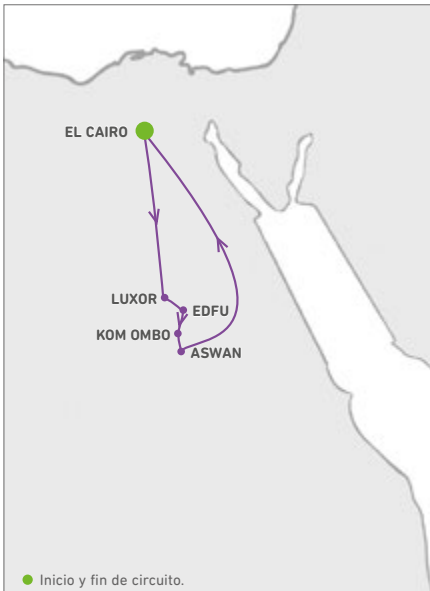 EL CAIRO
LUXOR
EDFU
KOM OMBO
ASWAN
Inicio y fin de circuito.